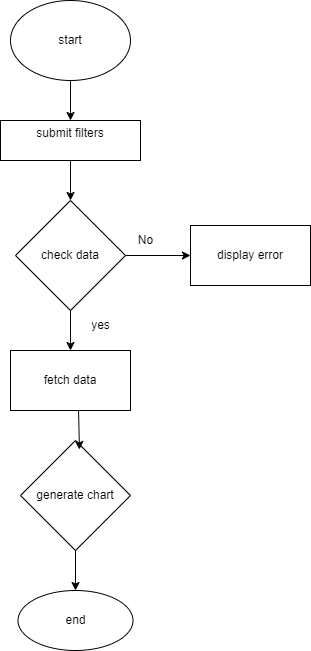 start
submit filters
check data
No
display error
yes
fetch data
generate chart
end